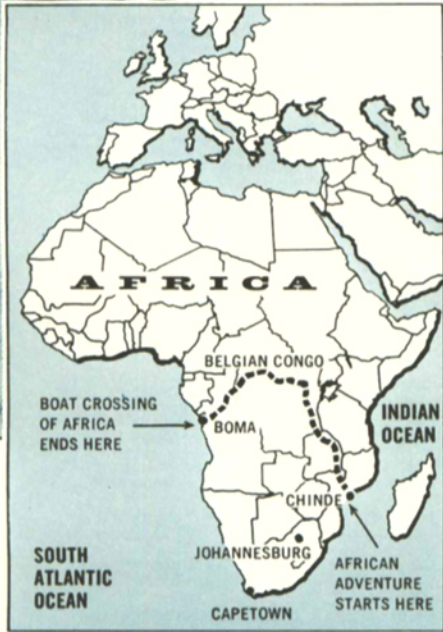 AFRICA
BELGIAN CONGO
BOAT CROSSING
OF AFRICA
ENDS HERE
BOMA
INDIAN
OCEAN
CHINDE
JOHANNESBURG
SOUTH
ATLANTIC
OCEAN
AFRICAN
ADVENTURE
STARTS HERE
CAPETOWN